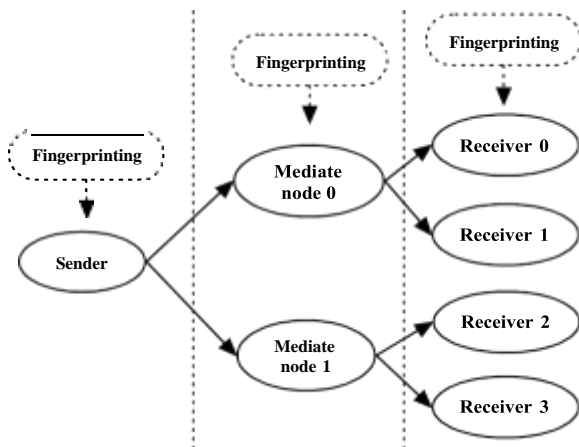 Fingerprinting
Fingerprinting
Fingerprinting
Sender
Mediate
node 0
Mediate
node 1
Receiver 0
Receiver 1
Receiver 2
Receiver 3